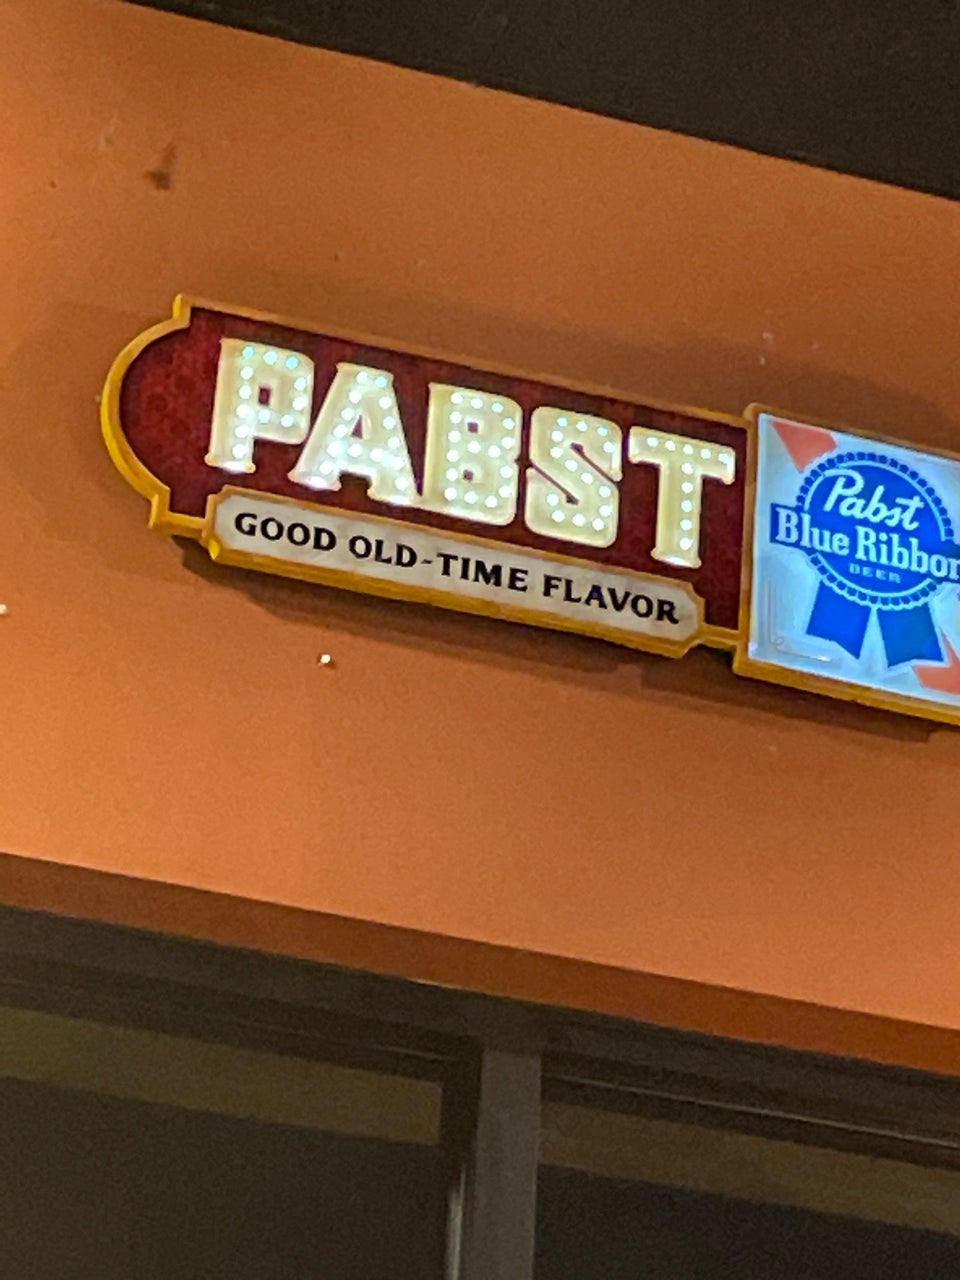 PABST
GOOD OLD-TIME FLAVOR
Pabst
Blue Ribbon
BEER